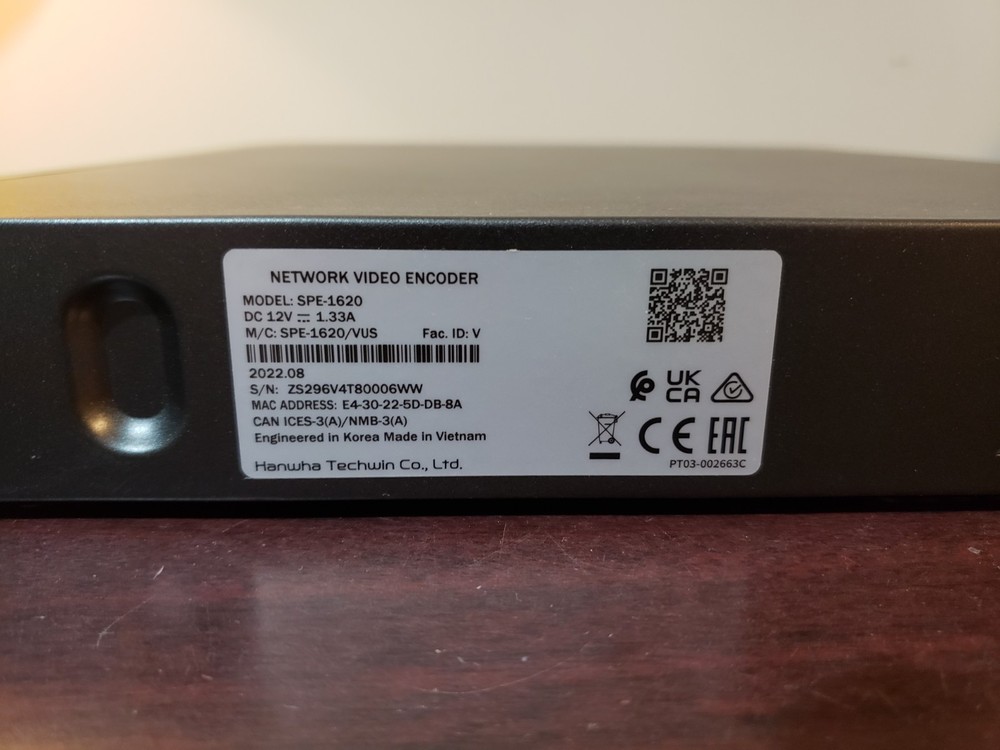 NETWORK VIDEO ENCODER
MODEL: SPE-1620
DC 12V ⎓ 1.33A
M/C: SPE-1620/VUS Fac. ID: V
2022.08
S/N: ZS296V4T80006WW
MAC ADDRESS: E4-30-22-5D-DB-8A
CAN ICES-3(A)/NMB-3(A)
Engineered in Korea Made in Vietnam
Hanwha Techwin Co., Ltd.
UK
CA
CE EAC
PT03-002663C